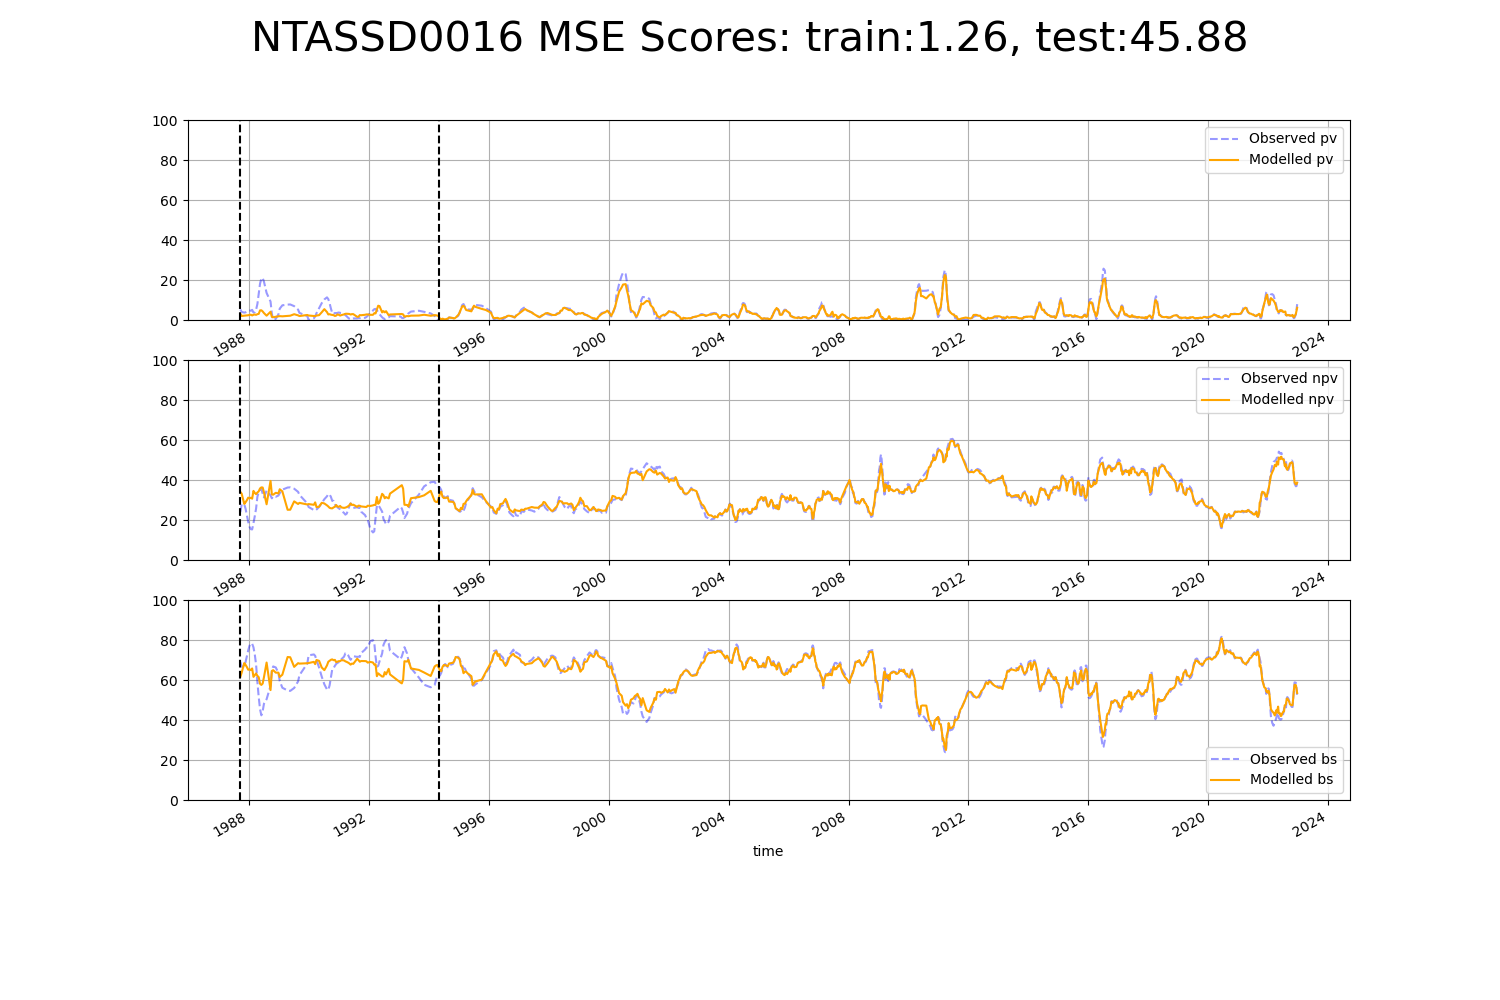 NTASSD0016 MSE Scores: train:1.26, test:45.88
100
80
60
40
20
0
Observed pv
Modelled pv
1988 1992 1996 2000 2004 2008 2012 2016 2020 2024
100
80
60
40
20
0
Observed npv
Modelled npv
1988 1992 1996 2000 2004 2008 2012 2016 2020 2024
100
80
60
40
20
0
Observed bs
Modelled bs
1988 1992 1996 2000 2004 2008 2012 2016 2020 2024
time